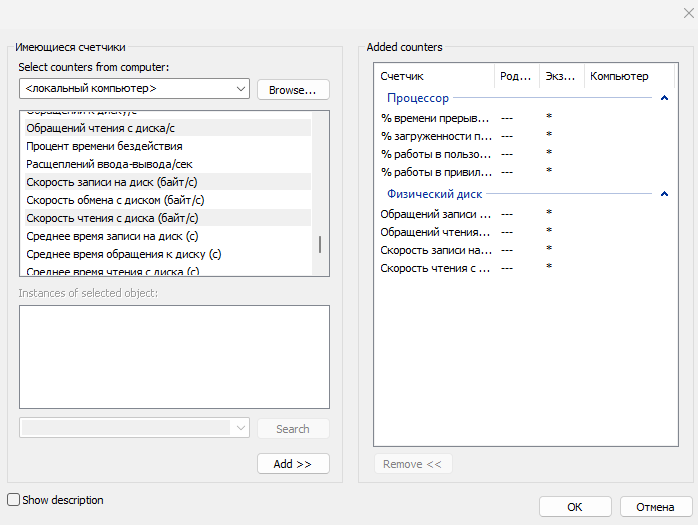 Имеющиеся счетчики
Select counters from computer:
<локальный компьютер>
Browse...
Обращений к диску/с
Обращений чтения с диска/с
Процент времени бездействия
Расщеплений ввода-вывода/сек
Скорость записи на диск (байт/с)
Скорость обмена с диском (байт/с)
Скорость чтения с диска (байт/с)
Среднее время записи на диск (с)
Среднее время обращения к диску (с)
Среднее время чтения с диска (с)
Instances of selected object:
Search
Add >>
Show description
Added counters
Счетчик Род... Экз... Компьютер
Процессор
% времени прерыв... --- *
% загруженности п... --- *
% работы в пользо... --- *
% работы в привил... --- *
Физический диск
Обращений записи ... --- *
Обращений чтения... --- *
Скорость записи на... --- *
Скорость чтения с ... --- *
Remove <<
OK
Отмена